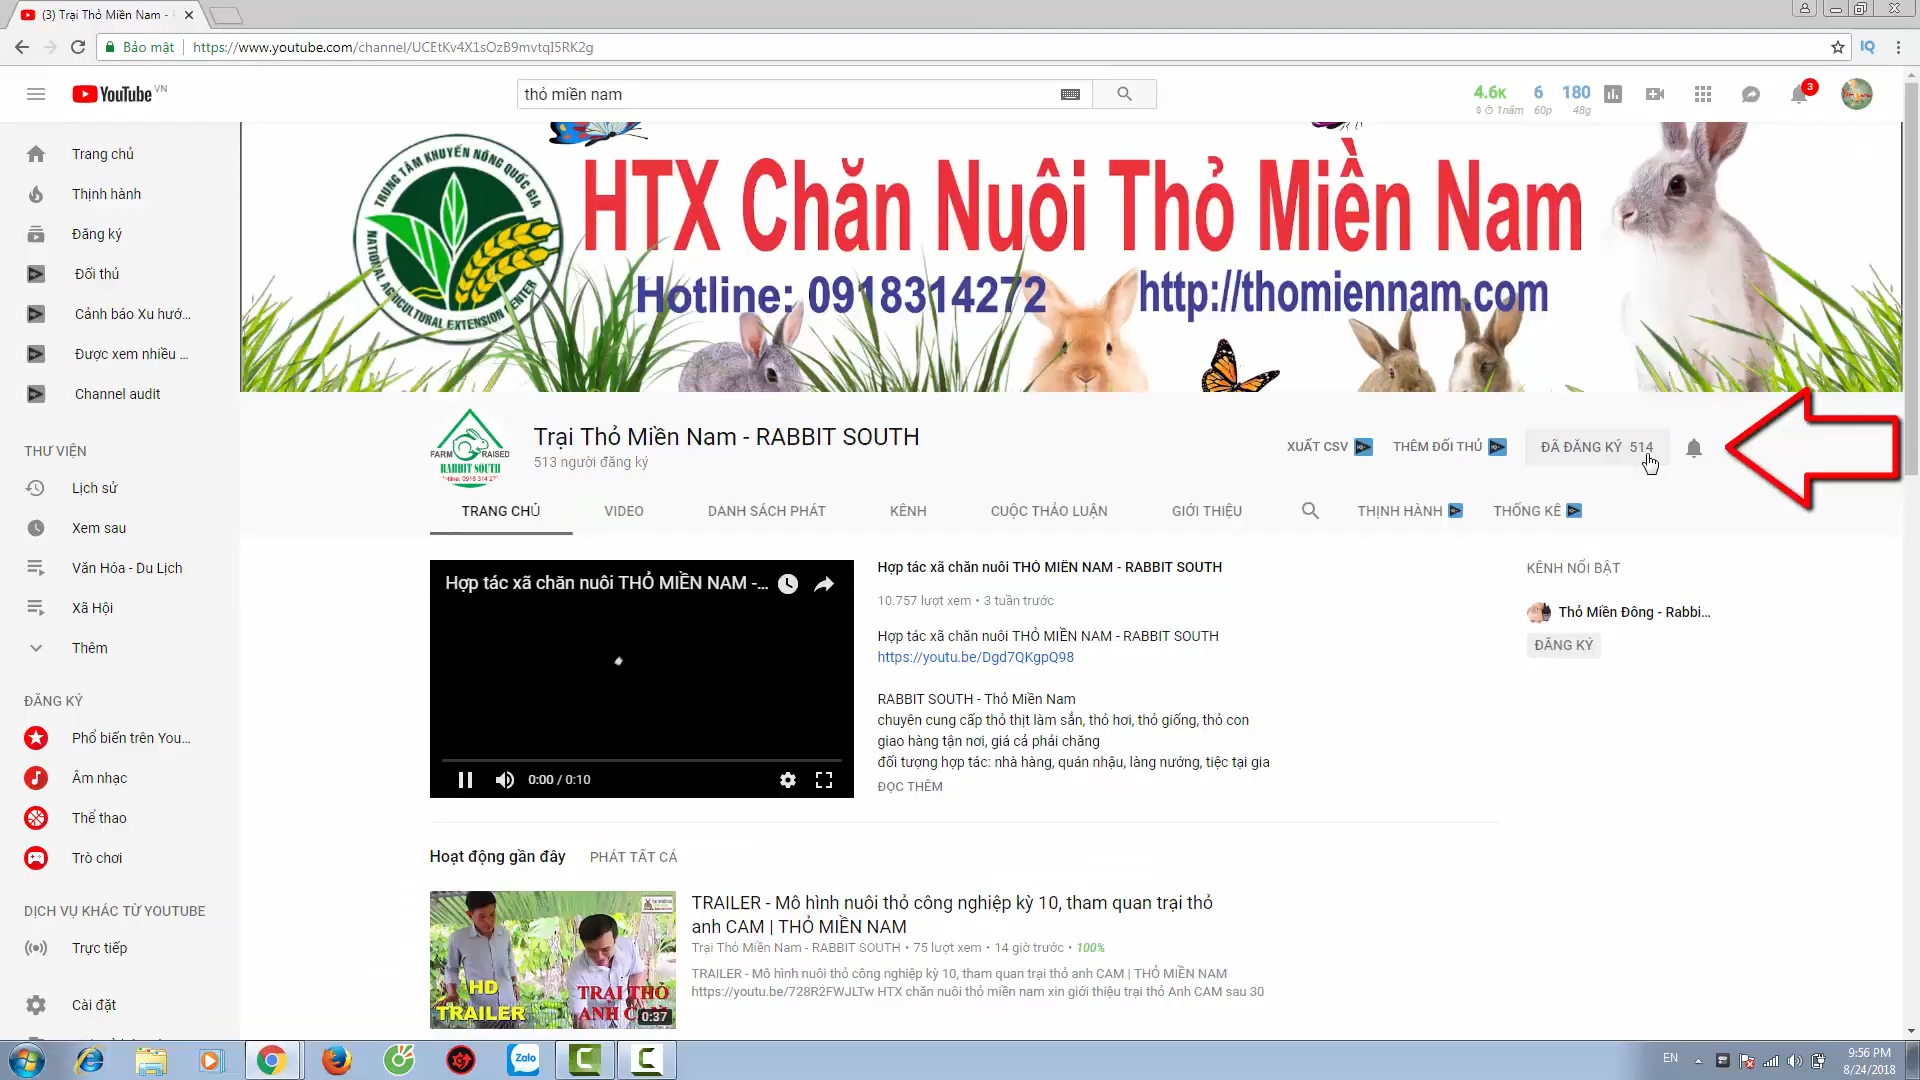 (3) Trại Thỏ Miền Nam -
Bảo mật
https://www.youtube.com/channel/UCEtKv4X1sOzB9mvtqI5RK2g
IQ
YouTube VN
thỏ miền nam
4.6K 6 180
$ 1năm 60p 48g
3
Trang chủ
Thịnh hành
Đăng ký
Đối thủ
Cảnh báo Xu hướ...
Được xem nhiều ...
Channel audit
THƯ VIỆN
Lịch sử
Xem sau
Văn Hóa - Du Lịch
Xã Hội
Thêm
ĐĂNG KÝ
Phổ biến trên You...
Âm nhạc
Thể thao
Trò chơi
DỊCH VỤ KHÁC TỪ YOUTUBE
Trực tiếp
Cài đặt
TRUNG TÂM KHUYẾN NÔNG QUỐC GIA
NATIONAL AGRICULTURAL EXTENSION CENTER
HTX Chăn Nuôi Thỏ Miền Nam
Hotline: 0918314272
http://thomiennam.com
FARM RAISED
RABBIT SOUTH
Hotline: 0918 314 27
Trại Thỏ Miền Nam - RABBIT SOUTH
513 người đăng ký
XUẤT CSV
THÊM ĐỐI THỦ
ĐÃ ĐĂNG KÝ 514
TRANG CHỦ
VIDEO
DANH SÁCH PHÁT
KÊNH
CUỘC THẢO LUẬN
GIỚI THIỆU
THỊNH HÀNH
THỐNG KÊ
Hợp tác xã chăn nuôi THỎ MIỀN NAM -...
0:00 / 0:10
Hợp tác xã chăn nuôi THỎ MIỀN NAM - RABBIT SOUTH
10.757 lượt xem • 3 tuần trước
Hợp tác xã chăn nuôi THỎ MIỀN NAM - RABBIT SOUTH
https://youtu.be/Dgd7QKgpQ98
RABBIT SOUTH - Thỏ Miền Nam
chuyên cung cấp thỏ thịt làm sẳn, thỏ hơi, thỏ giống, thỏ con
giao hàng tận nơi, giá cả phải chăng
đối tượng hợp tác: nhà hàng, quán nhậu, làng nướng, tiệc tại gia
ĐỌC THÊM
KÊNH NỔI BẬT
Thỏ Miền Đông - Rabbi...
ĐĂNG KÝ
Hoạt động gần đây
PHÁT TẤT CẢ
HD
TRAILER
TRẠI THỎ
ANH
0:37
TRAILER - Mô hình nuôi thỏ công nghiệp kỳ 10, tham quan trại thỏ
anh CAM | THỎ MIỀN NAM
Trại Thỏ Miền Nam - RABBIT SOUTH • 75 lượt xem • 14 giờ trước • 100%
TRAILER - Mô hình nuôi thỏ công nghiệp kỳ 10, tham quan trại thỏ anh CAM | THỎ MIỀN NAM
https://youtu.be/728R2FWJLTw HTX chăn nuôi thỏ miền nam xin giới thiệu trại thỏ Anh CAM sau 30
Zalo
EN
9:56 PM
8/24/2018